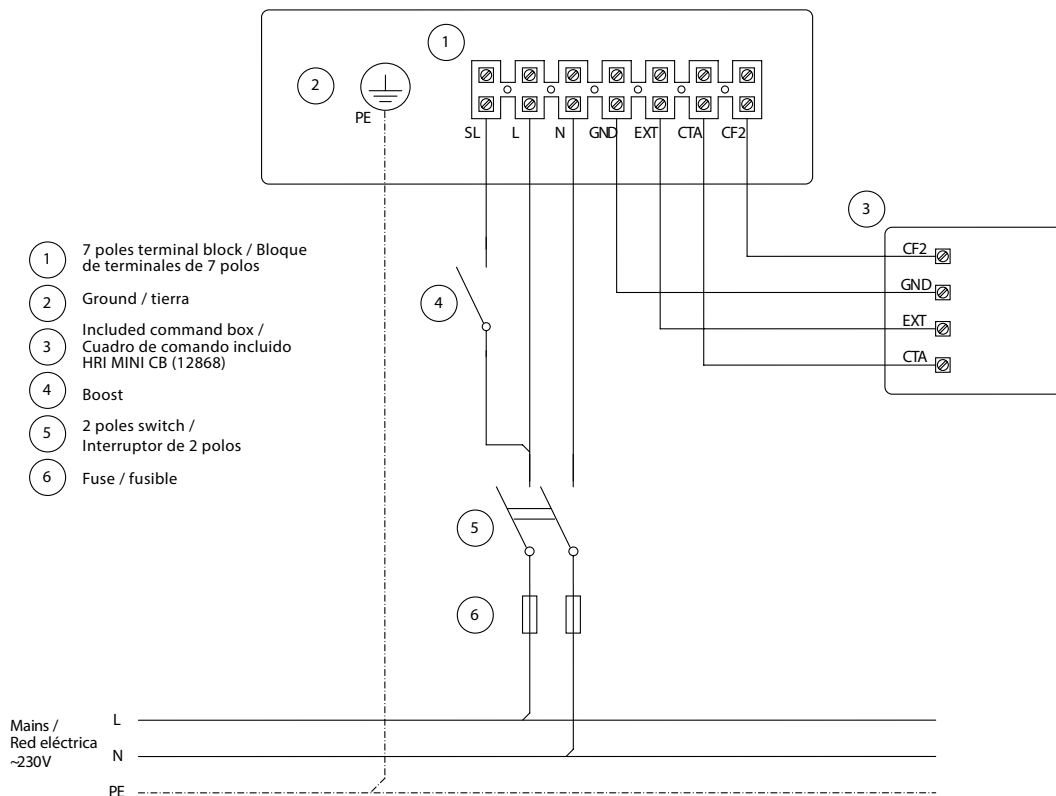 1
2
PE
SL L N GND EXT CTA CF2
3
CF2
GND
EXT
CTA
1 7 poles terminal block / Bloque
de terminales de 7 polos
2 Ground / tierra
3 Included command box /
Cuadro de comando incluido
HRI MINI CB (12868)
4 Boost
5 2 poles switch /
Interruptor de 2 polos
6 Fuse / fusible
4
5
6
Mains /
Red eléctrica
~230V
L
N
PE